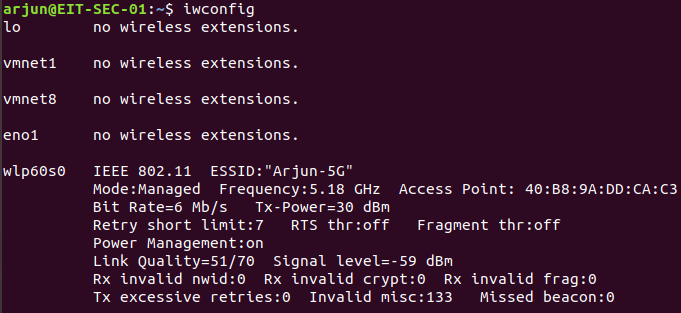 arjun@EIT-SEC-01:~$ iwconfig
lo        no wireless extensions.
vmnet1    no wireless extensions.
vmnet8    no wireless extensions.
eno1      no wireless extensions.
wlp60s0   IEEE 802.11  ESSID:"Arjun-5G"
          Mode:Managed  Frequency:5.18 GHz  Access Point: 40:B8:9A:DD:CA:C3
          Bit Rate=6 Mb/s   Tx-Power=30 dBm
          Retry short limit:7   RTS thr:off   Fragment thr:off
          Power Management:on
          Link Quality=51/70  Signal level=-59 dBm
          Rx invalid nwid:0  Rx invalid crypt:0  Rx invalid frag:0
          Tx excessive retries:0  Invalid misc:133   Missed beacon:0